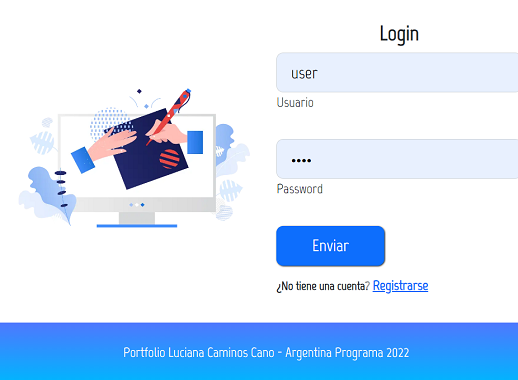 Login
user
Usuario
••••
Password
Enviar
¿No tiene una cuenta? Registrarse
Portfolio Luciana Caminos Cano - Argentina Programa 2022